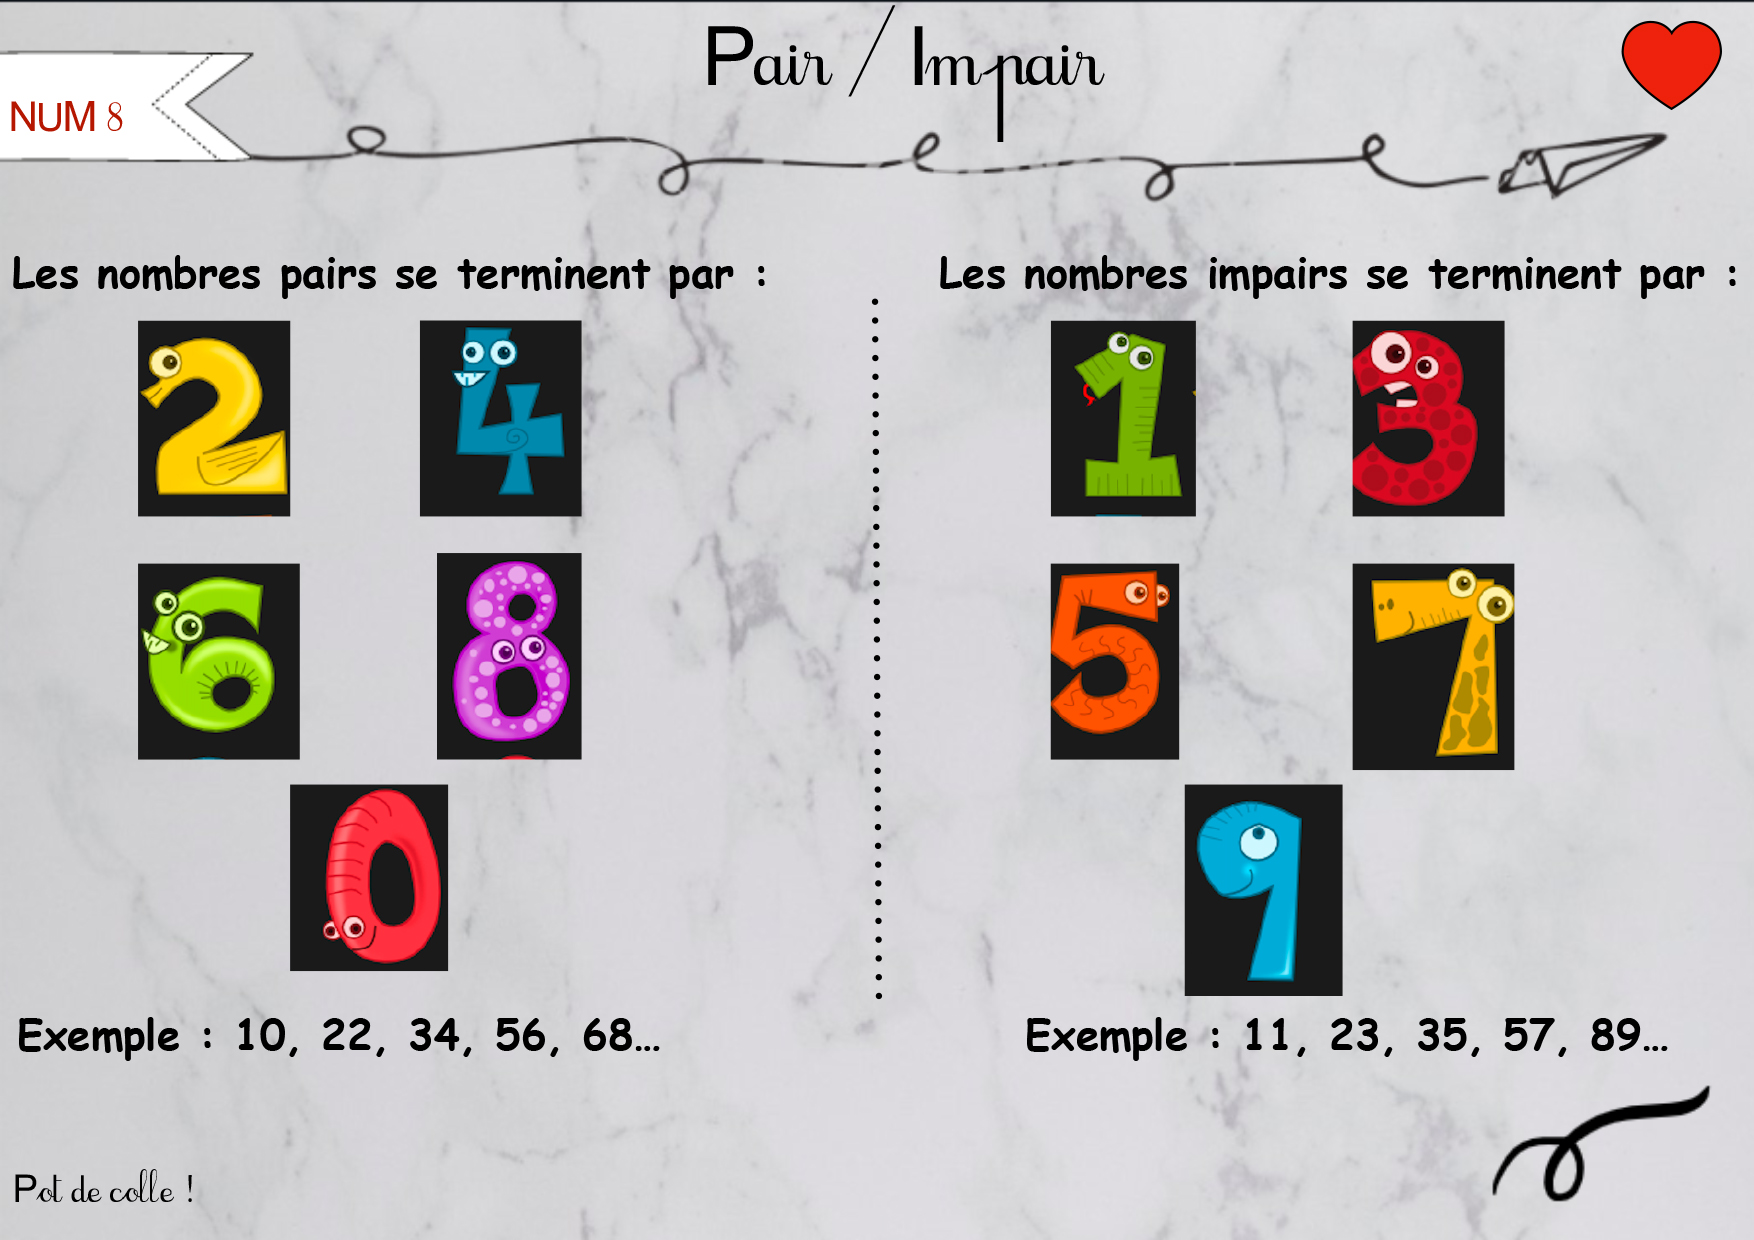 Pair / Impair
NUM 8
Les nombres pairs se terminent par :
2 4
6 8
0
Exemple : 10, 22, 34, 56, 68...
Les nombres impairs se terminent par :
1 3
5 7
9
Exemple : 11, 23, 35, 57, 89...
Pot de colle !